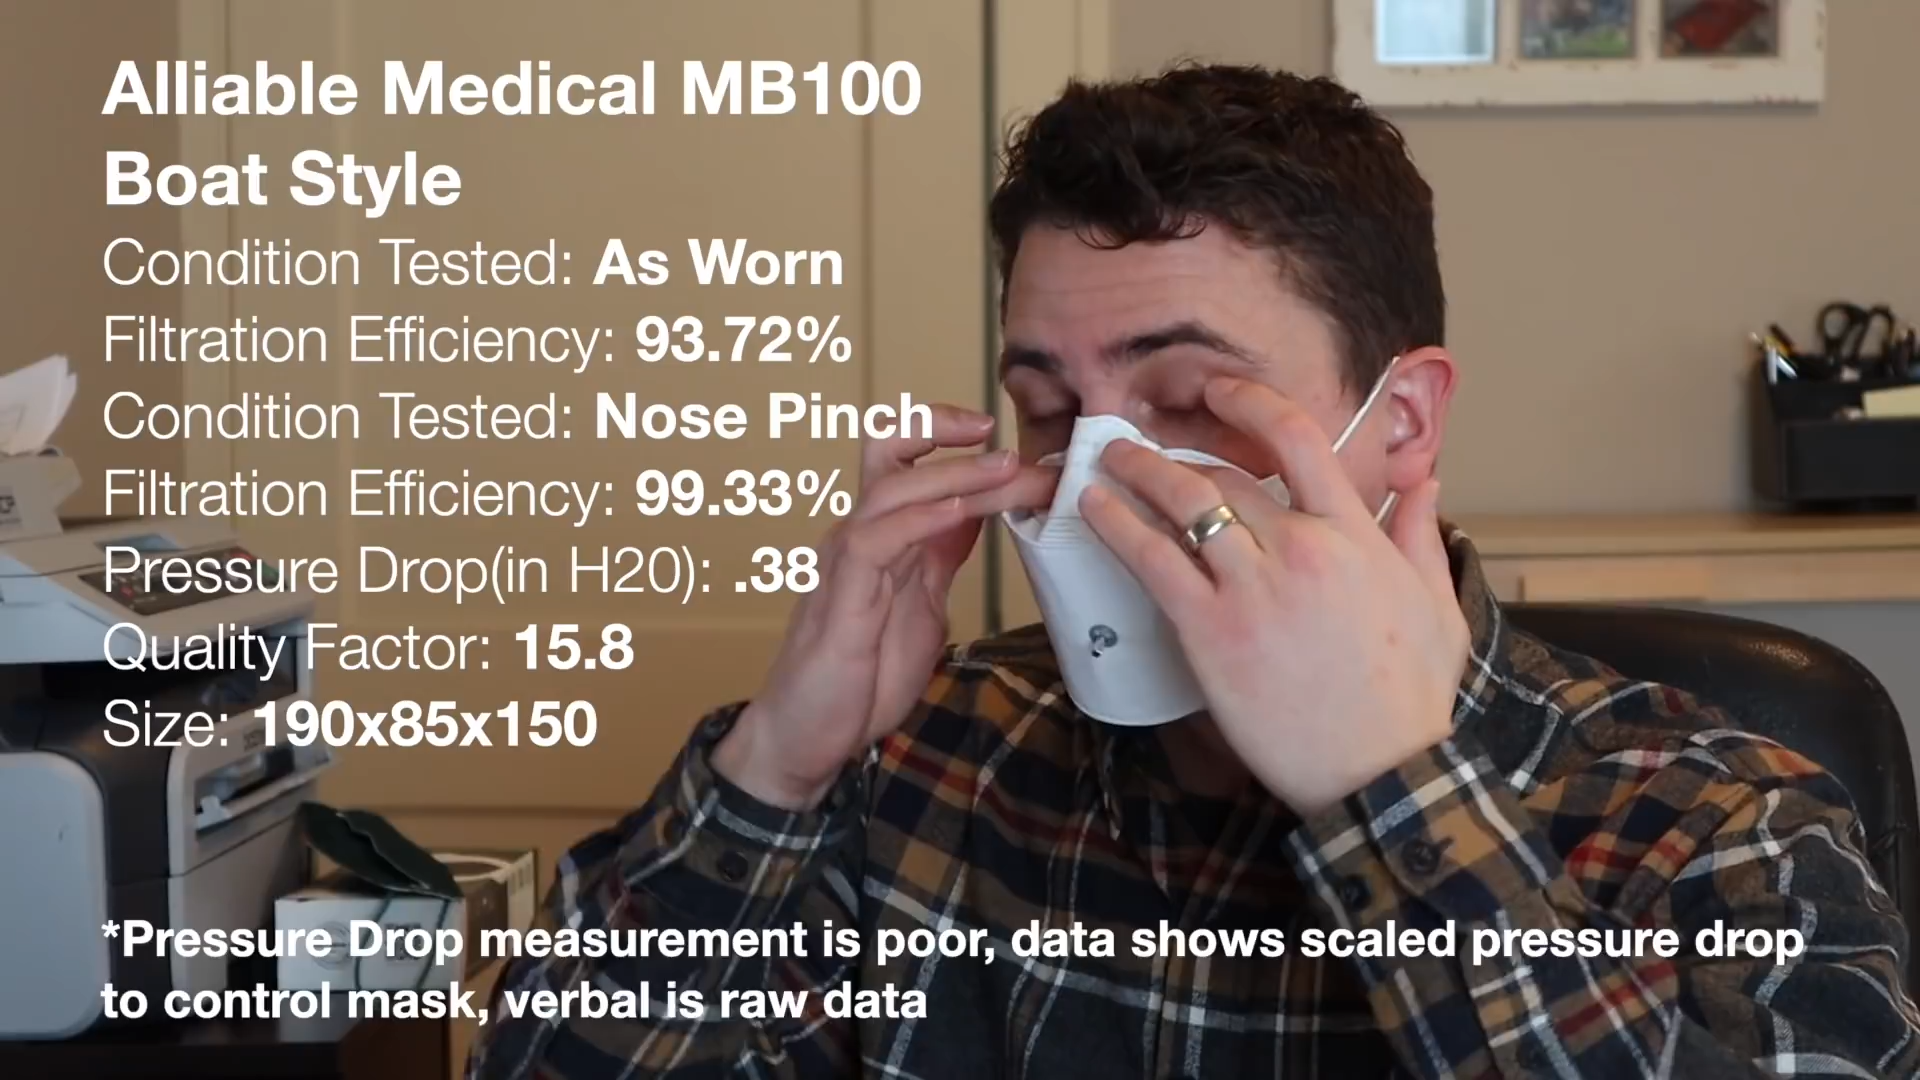 Alliable Medical MB100
Boat Style
Condition Tested: As Worn
Filtration Efficiency: 93.72%
Condition Tested: Nose Pinch
Filtration Efficiency: 99.33%
Pressure Drop(in H20): .38
Quality Factor: 15.8
Size: 190x85x150
*Pressure Drop measurement is poor, data shows scaled pressure drop
to control mask, verbal is raw data